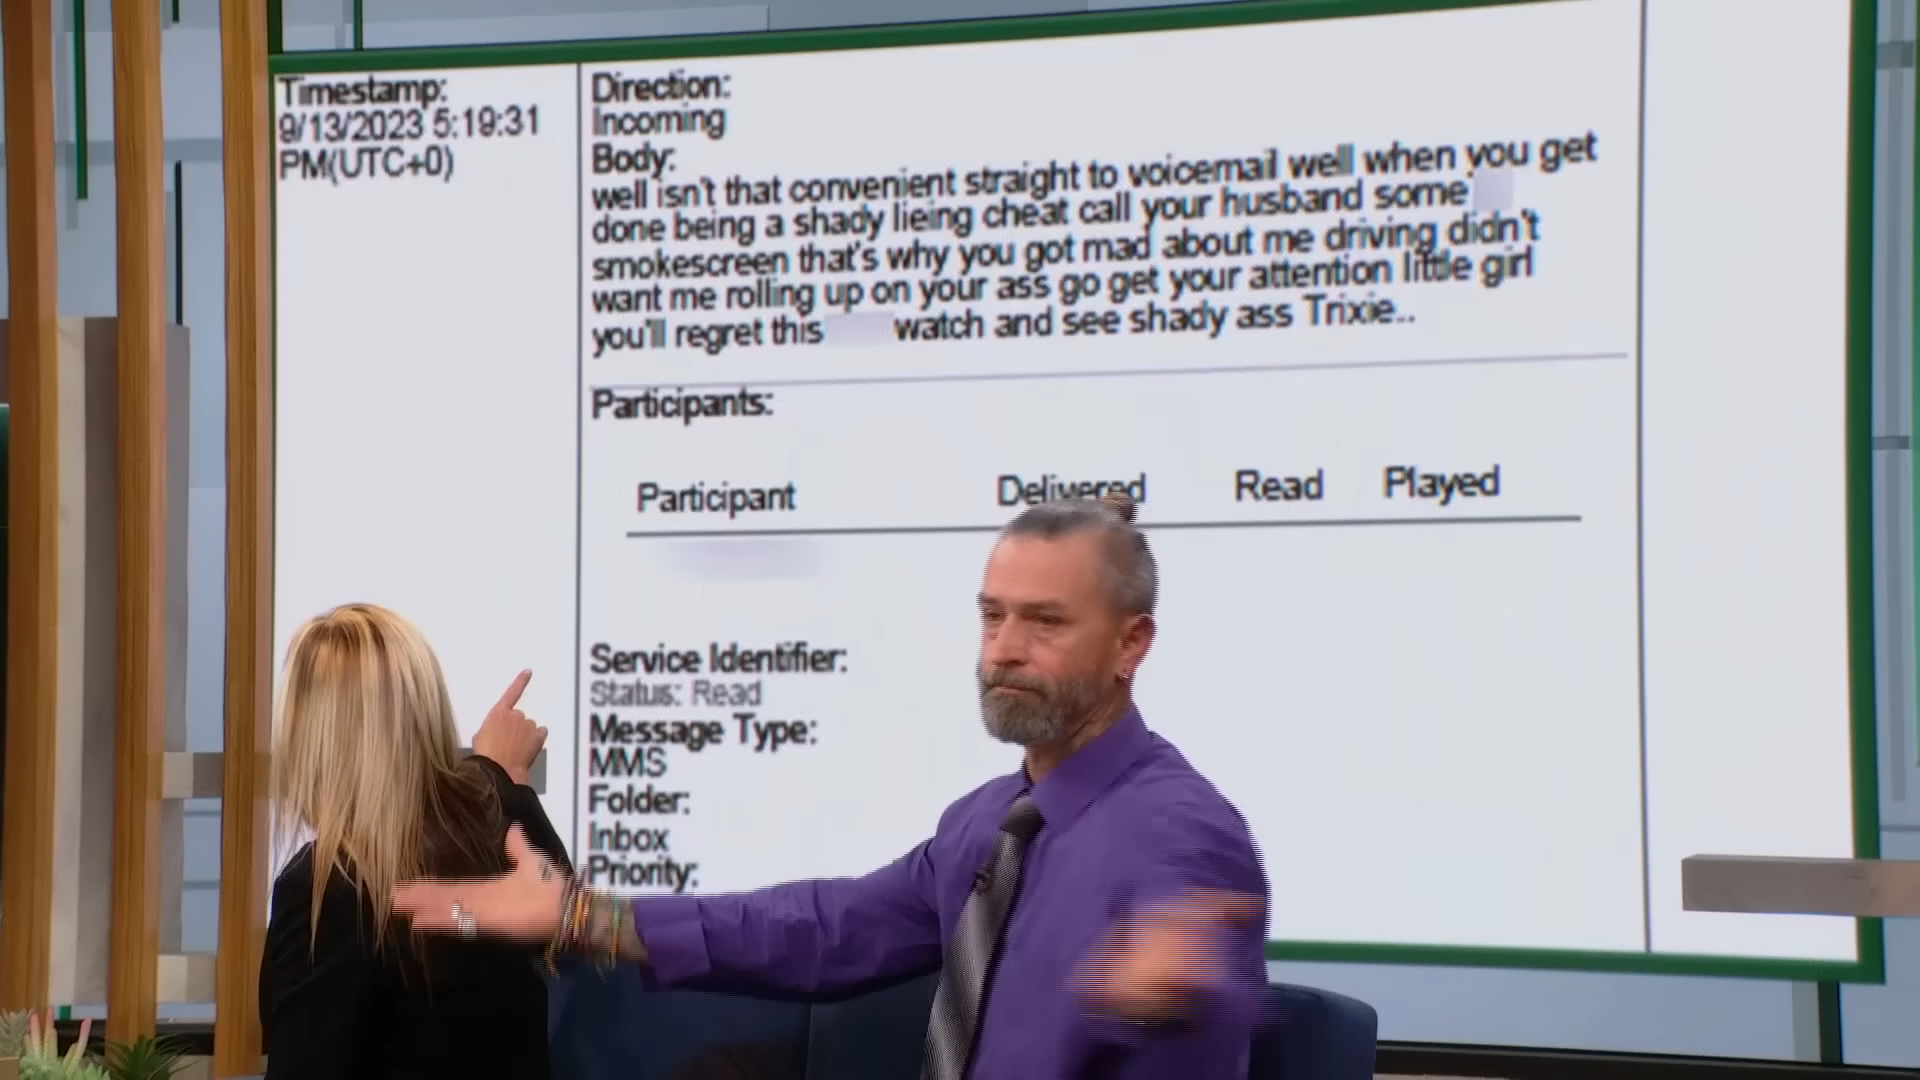 Timestamp:
9/13/2023 5:19:31
PM(UTC+0)
Direction:
Incoming
Body:
well isn't that convenient straight to voicemail well when you get
done being a shady lieing cheat call your husband some
smokescreen that's why you got mad about me driving didn't
want me rolling up on your ass go get your attention little girl
you'll regret this watch and see shady ass Trixie..
Participants:
Participant Delivered Read Played
Service Identifier:
Status: Read
Message Type:
MMS
Folder:
Inbox
Priority: